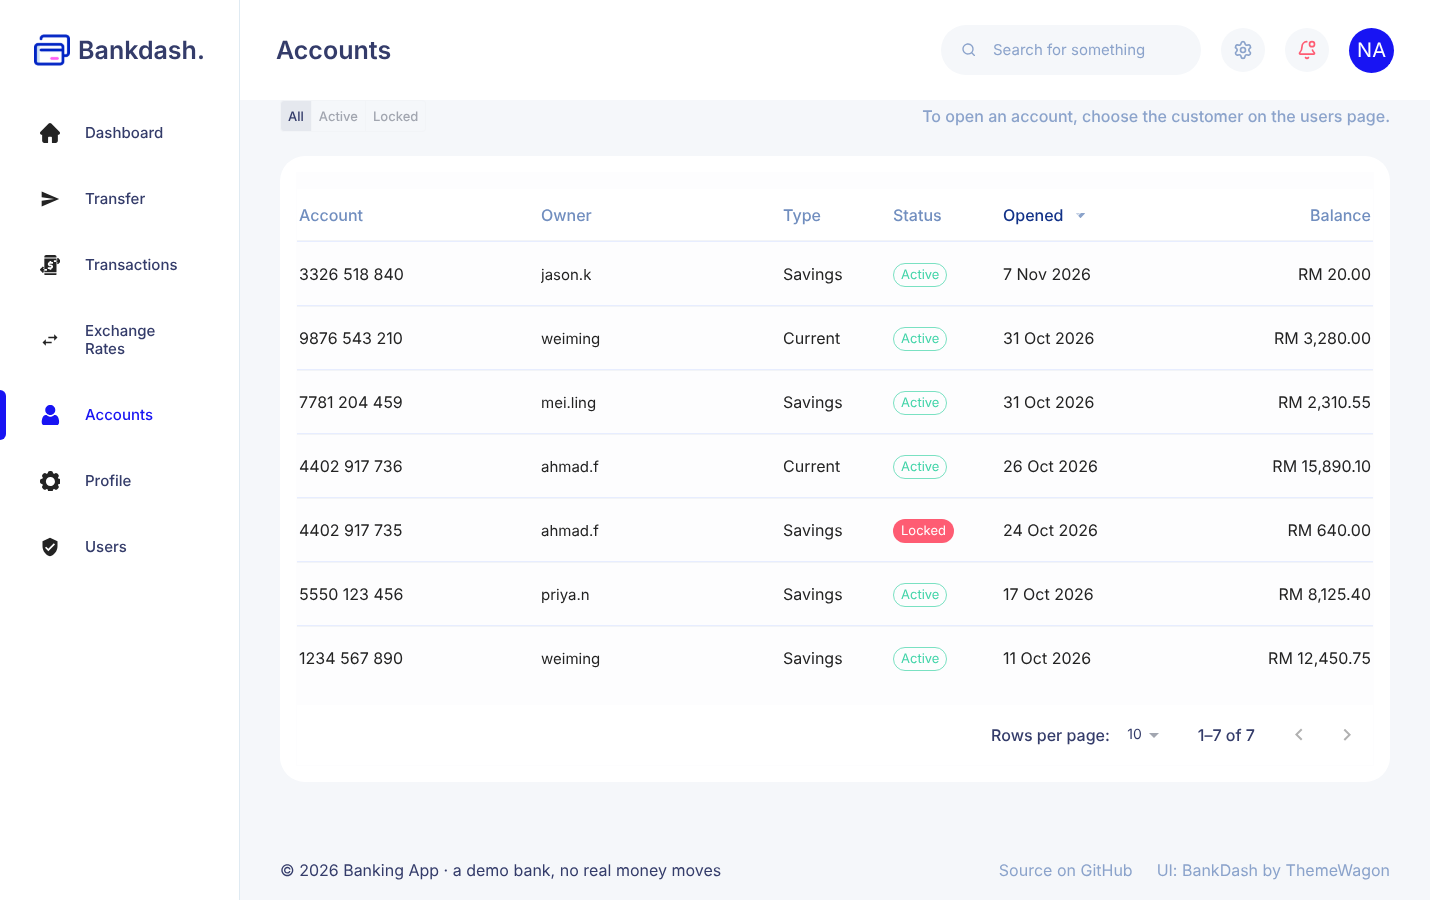 Bankdash.
Accounts
Search for something
NA
Dashboard
Transfer
Transactions
Exchange
Rates
Accounts
Profile
Users
All Active Locked
To open an account, choose the customer on the users page.
Account Owner Type Status Opened Balance
3326 518 840 jason.k Savings Active 7 Nov 2026 RM 20.00
9876 543 210 weiming Current Active 31 Oct 2026 RM 3,280.00
7781 204 459 mei.ling Savings Active 31 Oct 2026 RM 2,310.55
4402 917 736 ahmad.f Current Active 26 Oct 2026 RM 15,890.10
4402 917 735 ahmad.f Savings Locked 24 Oct 2026 RM 640.00
5550 123 456 priya.n Savings Active 17 Oct 2026 RM 8,125.40
1234 567 890 weiming Savings Active 11 Oct 2026 RM 12,450.75
Rows per page: 10 1–7 of 7
© 2026 Banking App · a demo bank, no real money moves
Source on GitHub UI: BankDash by ThemeWagon